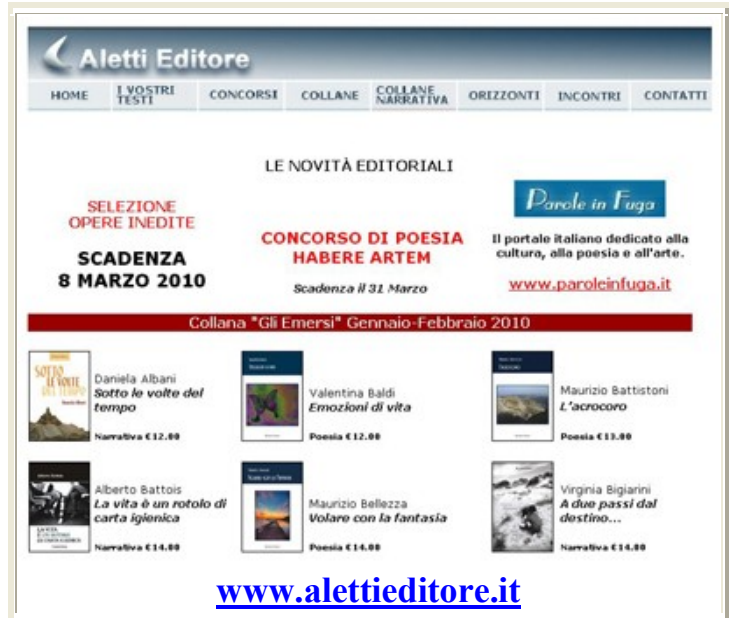 Aletti Editore
HOME
I VOSTRI
TESTI
CONCORSI
COLLANE
COLLANE
NARRATIVA
ORIZZONTI
INCONTRI
CONTATTI
LE NOVITÀ EDITORIALI
SELEZIONE
OPERE INEDITE
SCADENZA
8 MARZO 2010
CONCORSO DI POESIA
HABERE ARTEM
Scadenza il 31 Marzo
Parole in Fuga
Il portale italiano dedicato alla
cultura, alla poesia e all'arte.
www.paroleinfuga.it
Collana "Gli Emersi" Gennaio-Febbraio 2010
SOTTO
LE VOLTE
DEL TEMPO
Daniela Albani
Sotto le volte del
tempo
Narrativa €12.00
Valentina Baldi
Emozioni di vita
Poesia €12.00
Maurizio Battistoni
L'acrocoro
Poesia €13.00
Alberto Battois
La vita è un rotolo di
carta igienica
Narrativa €14.00
Maurizio Bellezza
Volare con la fantasia
Poesia €14.00
Virginia Bigiarini
A due passi dal
destino...
Narrativa €14.00
www.alettieditore.it